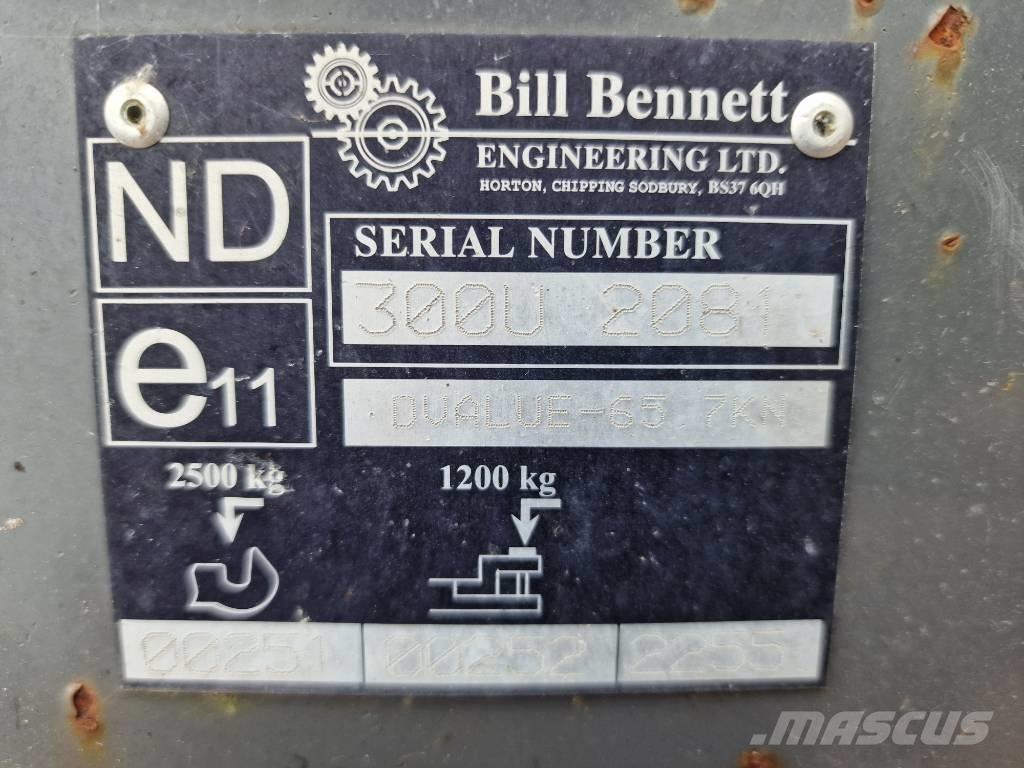 Bill Bennett
ENGINEERING LTD.
HORTON, CHIPPING SODBURY, BS37 6QH
ND
SERIAL NUMBER
300U 2081
e11
DVALUE-65.7KN
2500 kg
1200 kg
00251 00252 2255
MASCUS